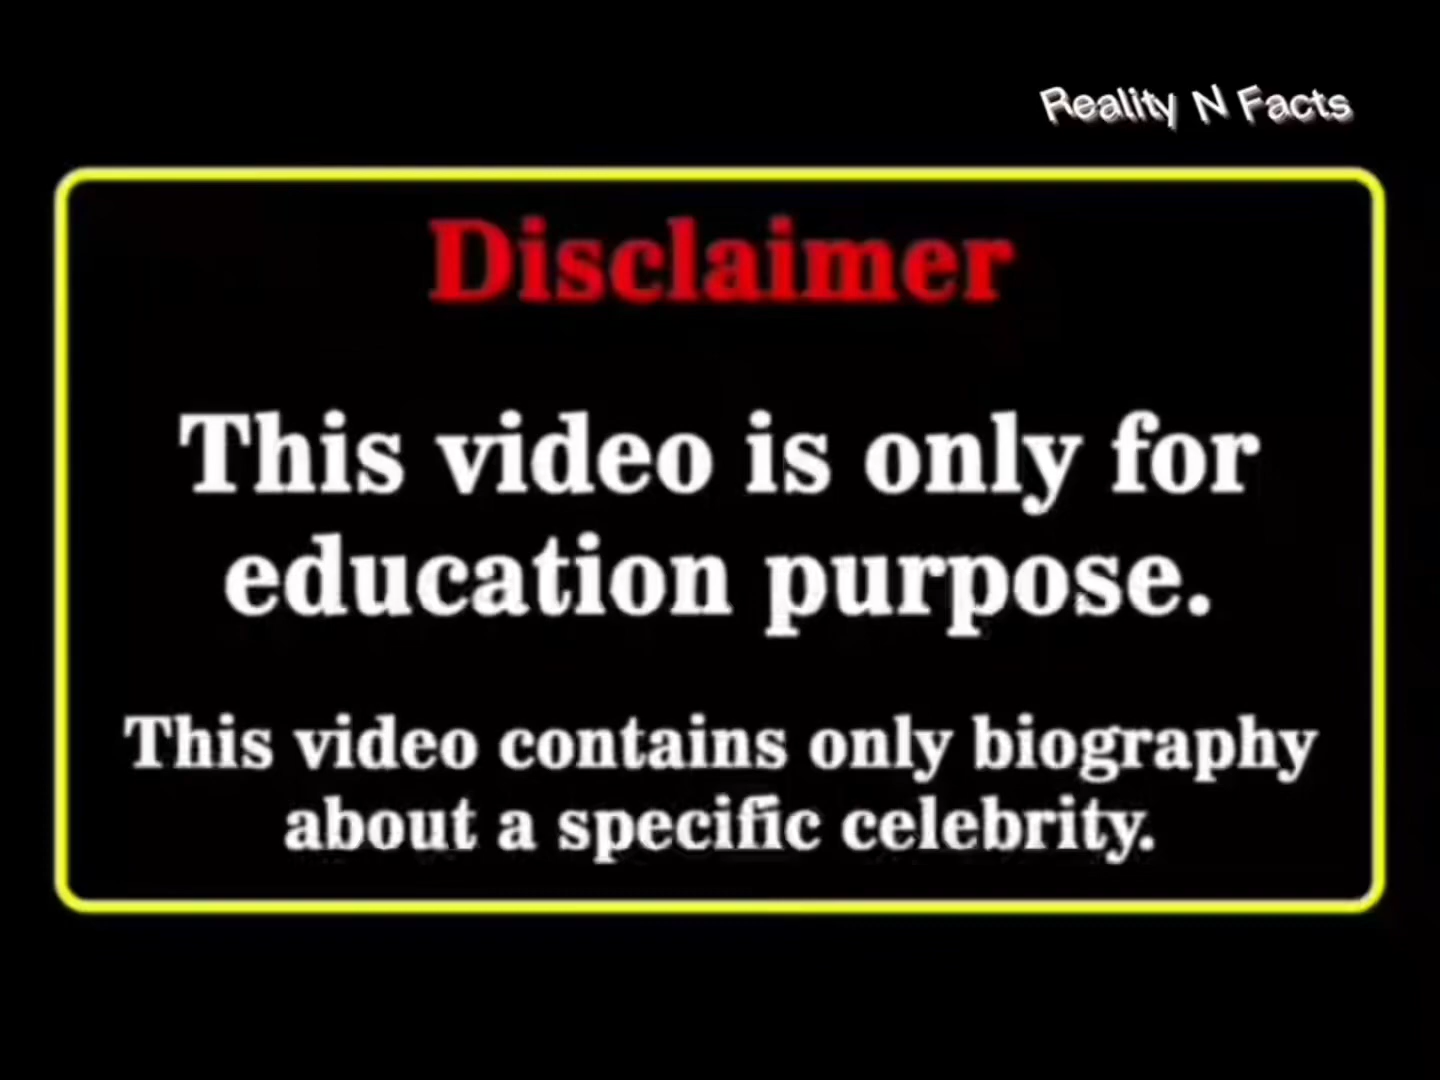 Reality N Facts
Disclaimer
This video is only for
education purpose.
This video contains only biography
about a specific celebrity.